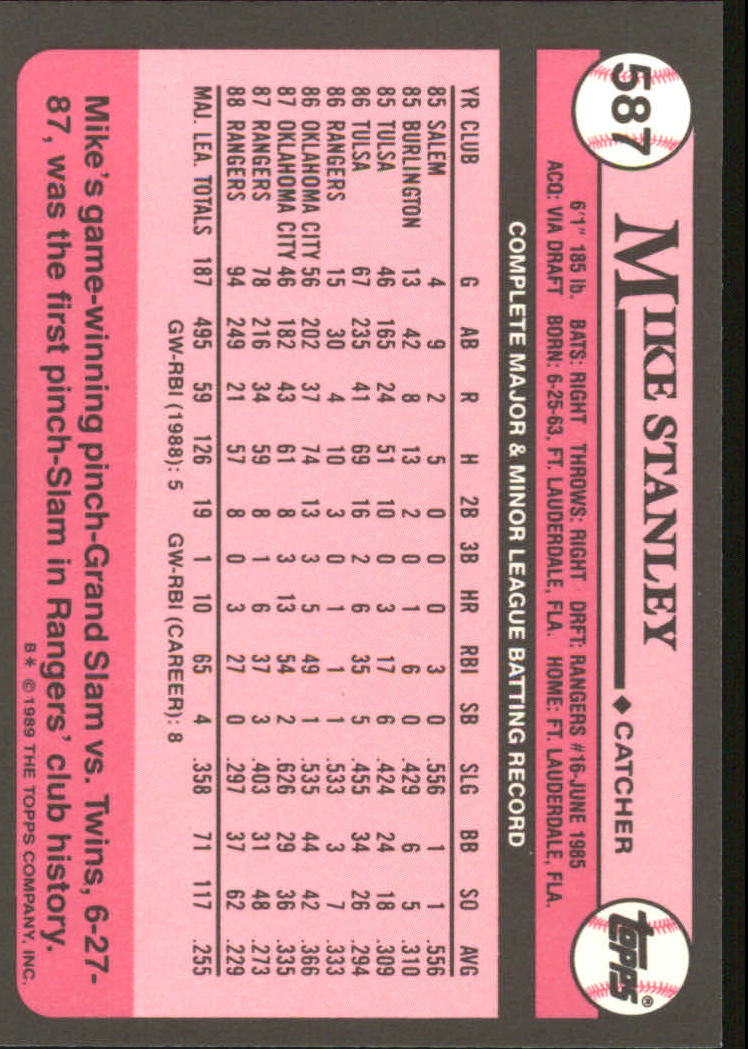 587
MIKE STANLEY ♦ CATCHER
topps®
6'1" 185 lb. BATS: RIGHT THROWS: RIGHT DRFT: RANGERS #16-JUNE 1985
ACQ: VIA DRAFT BORN: 6-25-63, FT. LAUDERDALE, FLA. HOME: FT. LAUDERDALE, FLA.
COMPLETE MAJOR & MINOR LEAGUE BATTING RECORD
YR CLUB G AB R H 2B 3B HR RBI SB SLG BB SO AVG
85 SALEM 4 9 2 5 0 0 0 3 0 .556 1 1 .556
85 BURLINGTON 13 42 8 13 2 0 1 6 0 .429 6 5 .310
85 TULSA 46 165 24 51 10 0 3 17 6 .424 24 18 .309
86 TULSA 67 235 41 69 16 2 6 35 5 .455 34 26 .294
86 RANGERS 15 30 4 10 3 0 1 1 1 .533 3 7 .333
86 OKLAHOMA CITY 56 202 37 74 13 3 5 49 1 .535 44 42 .366
87 OKLAHOMA CITY 46 182 43 61 8 3 13 54 2 .626 29 36 .335
87 RANGERS 78 216 34 59 8 1 6 37 3 .403 31 48 .273
88 RANGERS 94 249 21 57 8 0 3 27 0 .297 37 62 .229
MAJ. LEA. TOTALS 187 495 59 126 19 1 10 65 4 .358 71 117 .255
GW-RBI (1988): 5 GW-RBI (CAREER): 8
Mike's game-winning pinch-Grand Slam vs. Twins, 6-27-
87, was the first pinch-Slam in Rangers' club history.
B* ©1989 THE TOPPS COMPANY, INC.